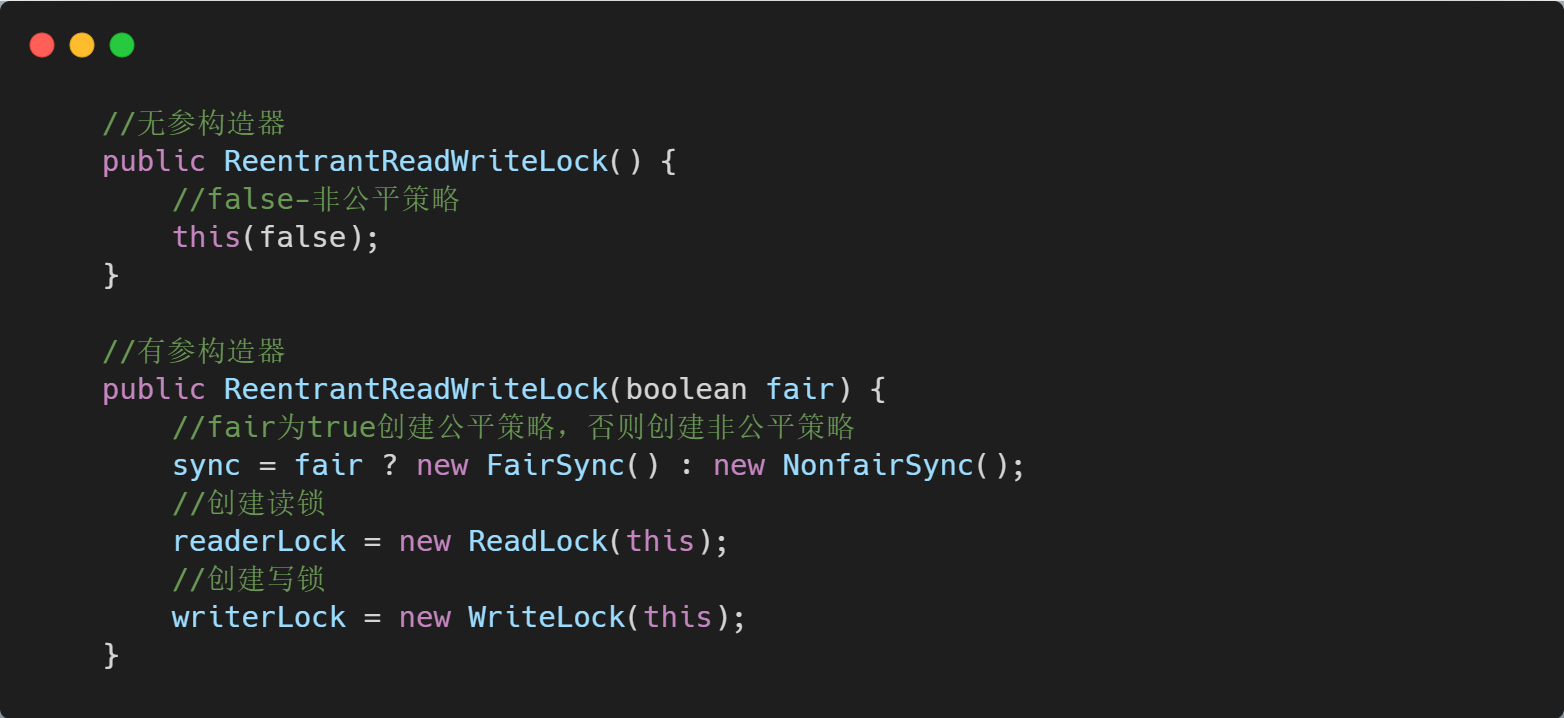 //无参构造器
public ReentrantReadWriteLock() {
    //false-非公平策略
    this(false);
}

//有参构造器
public ReentrantReadWriteLock(boolean fair) {
    //fair为true创建公平策略，否则创建非公平策略
    sync = fair ? new FairSync() : new NonfairSync();
    //创建读锁
    readerLock = new ReadLock(this);
    //创建写锁
    writerLock = new WriteLock(this);
}